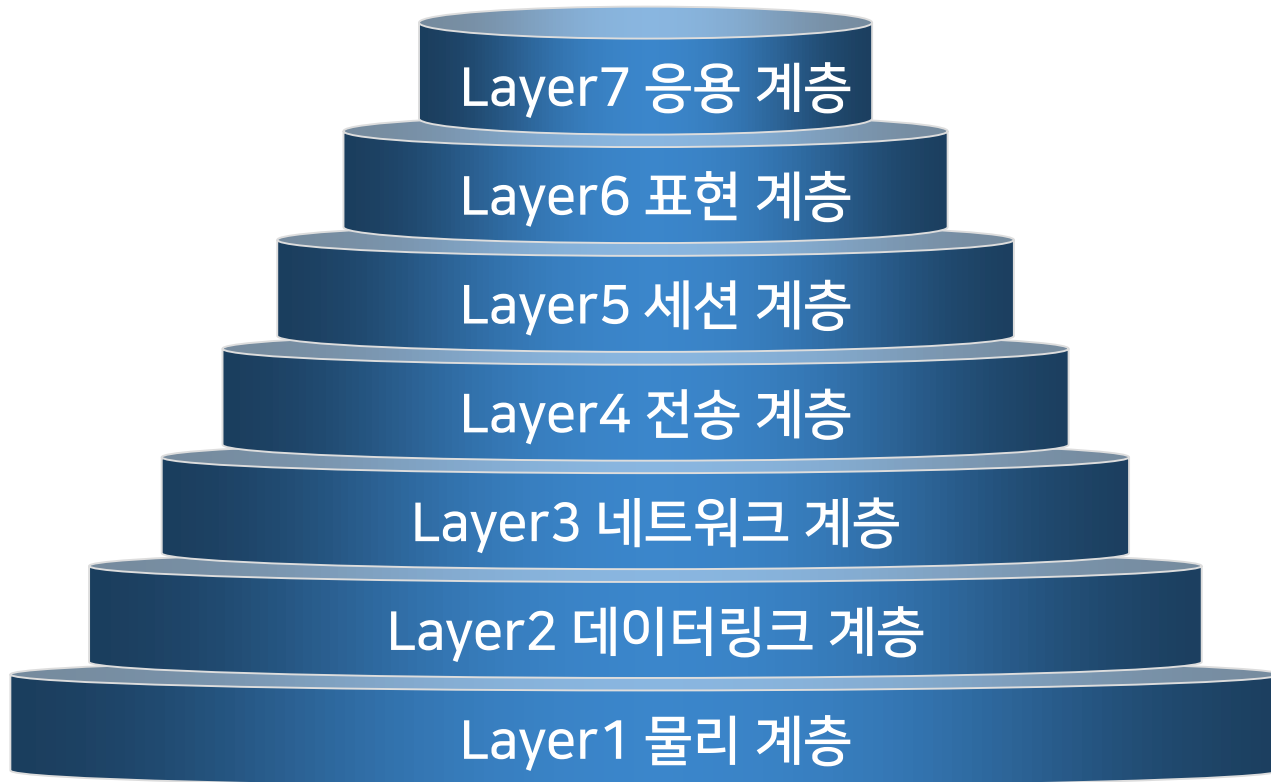 Layer7 응용 계층
Layer6 표현 계층
Layer5 세션 계층
Layer4 전송 계층
Layer3 네트워크 계층
Layer2 데이터링크 계층
Layer1 물리 계층